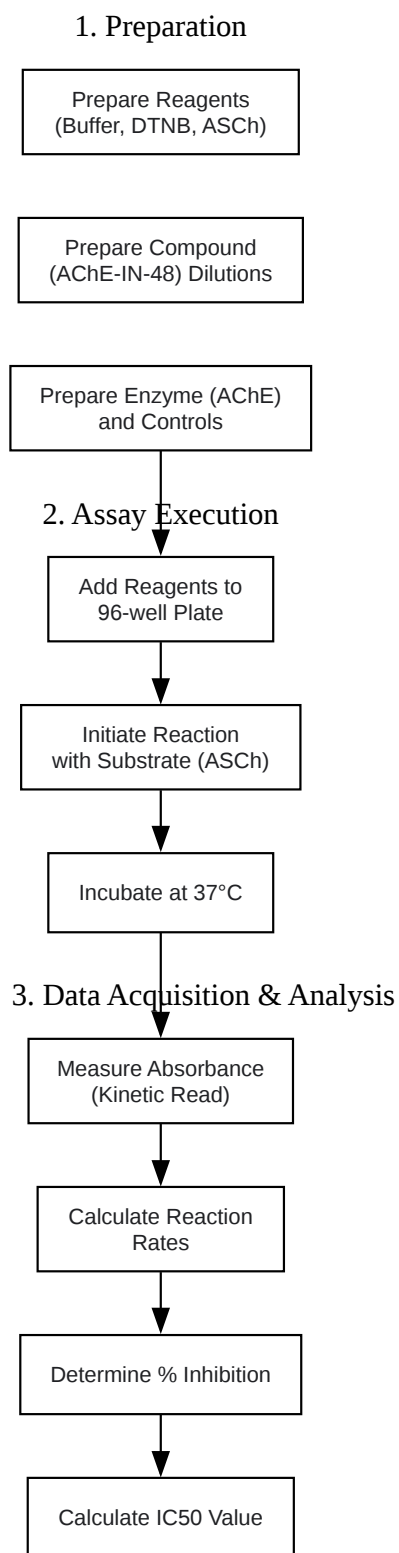 1. Preparation
Prepare Reagents
(Buffer, DTNB, ASCh)
Prepare Compound
(AChE-IN-48) Dilutions
Prepare Enzyme (AChE)
and Controls
2. Assay Execution
Add Reagents to
96-well Plate
Initiate Reaction
with Substrate (ASCh)
Incubate at 37°C
3. Data Acquisition & Analysis
Measure Absorbance
(Kinetic Read)
Calculate Reaction
Rates
Determine % Inhibition
Calculate IC50 Value